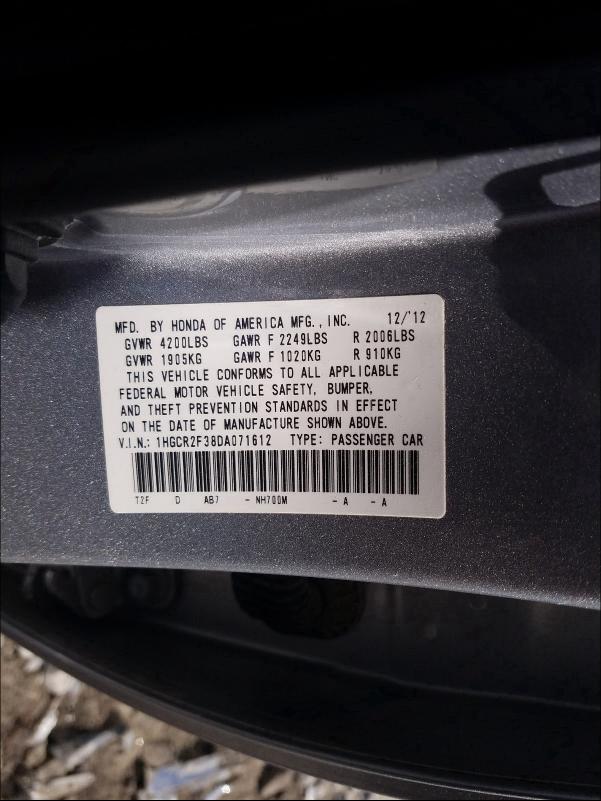 MFD. BY HONDA OF AMERICA MFG., INC. 12/'12
GVWR 4200LBS GAWR F 2249LBS R 2006LBS
GVWR 1905KG GAWR F 1020KG R 910KG
THIS VEHICLE CONFORMS TO ALL APPLICABLE
FEDERAL MOTOR VEHICLE SAFETY, BUMPER,
AND THEFT PREVENTION STANDARDS IN EFFECT
ON THE DATE OF MANUFACTURE SHOWN ABOVE.
V.I.N.: 1HGCR2F38DA071612 TYPE: PASSENGER CAR
T2F D AB7 - NH700M - A - A